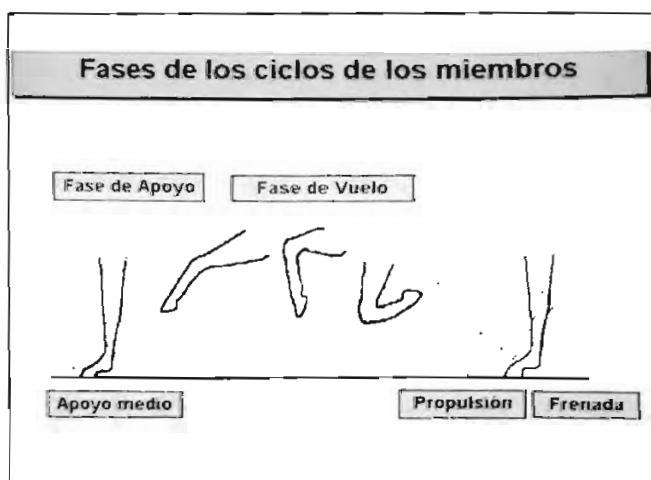 Fases de los ciclos de los miembros
Fase de Apoyo
Fase de Vuelo
Apoyo medio
Propulsión
Frenada